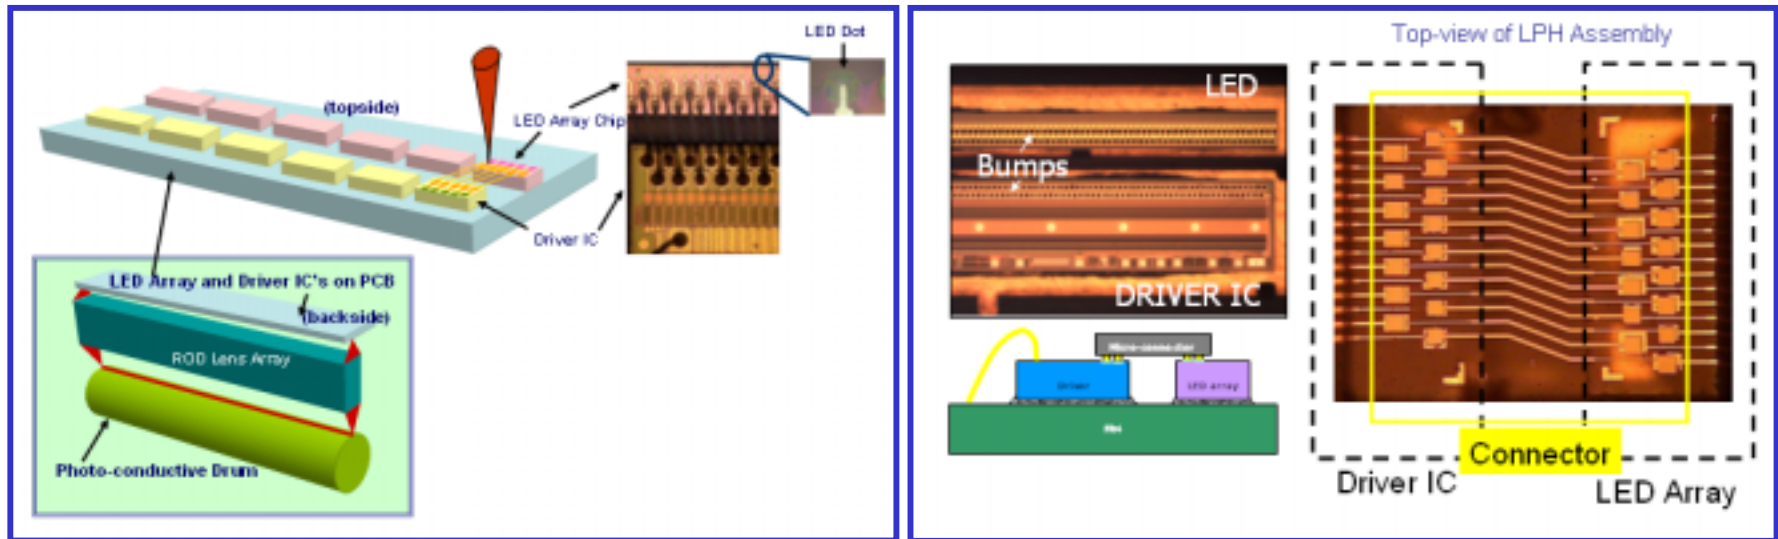 LED Dot
(topside)
LED Array Chip
Driver IC
LED Array and Driver IC's on PCB
(backside)
ROD Lens Array
Photo-conductive Drum
Top-view of LPH Assembly
LED
Bumps
DRIVER IC
Micro-connector
Driver
LED array
Connector
Driver IC
LED Array